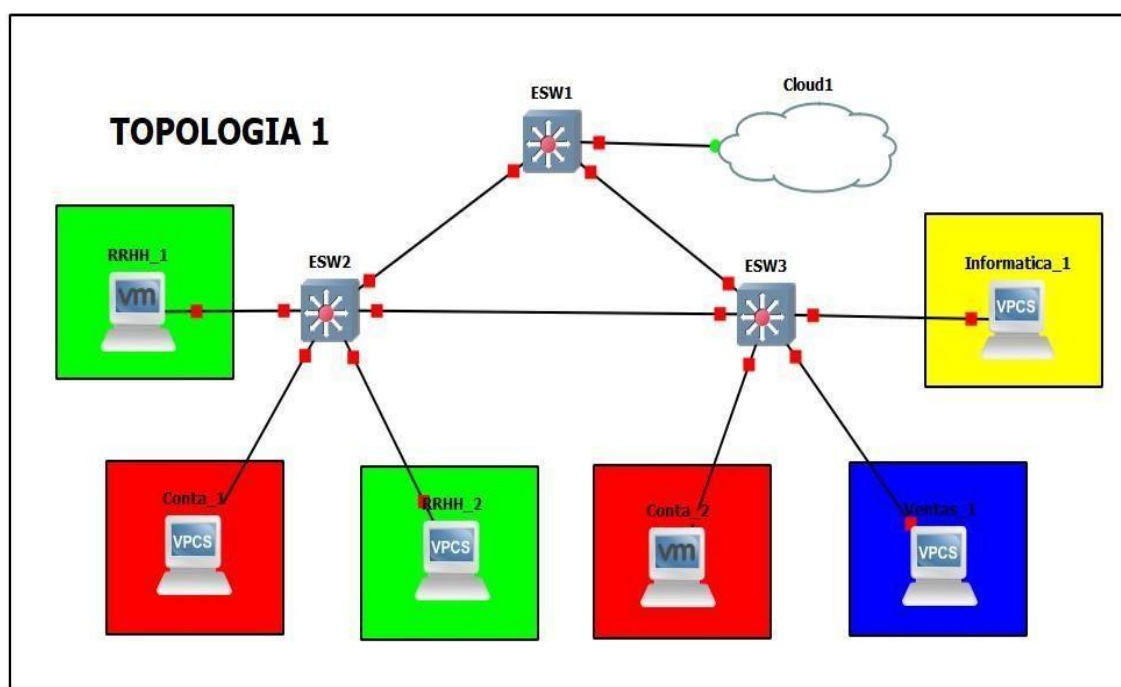 TOPOLOGIA 1
ESW1
Cloud1
RRHH_1
vm
ESW2
ESW3
Informatica_1
VPCS
Conta_1
VPCS
RRHH_2
VPCS
Conta_2
vm
Ventas_1
VPCS